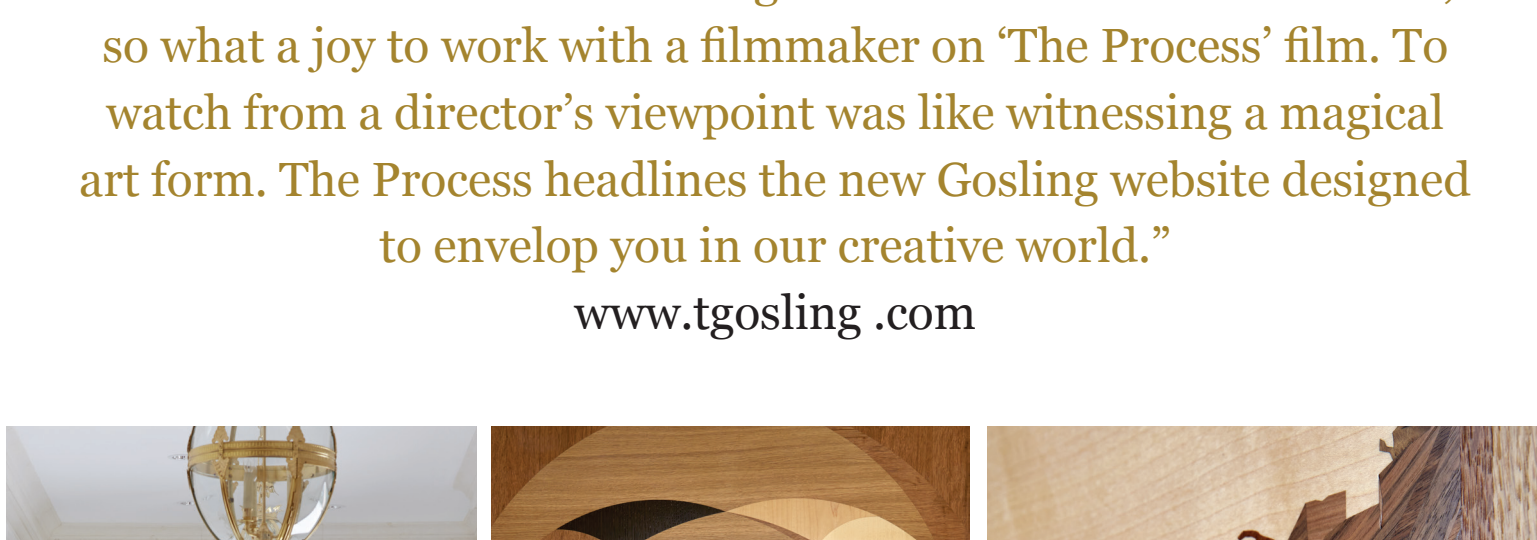 so what a joy to work with a filmmaker on ‘The Process’ film. To
watch from a director’s viewpoint was like witnessing a magical
art form. The Process headlines the new Gosling website designed
to envelop you in our creative world.”
www.tgosling .com